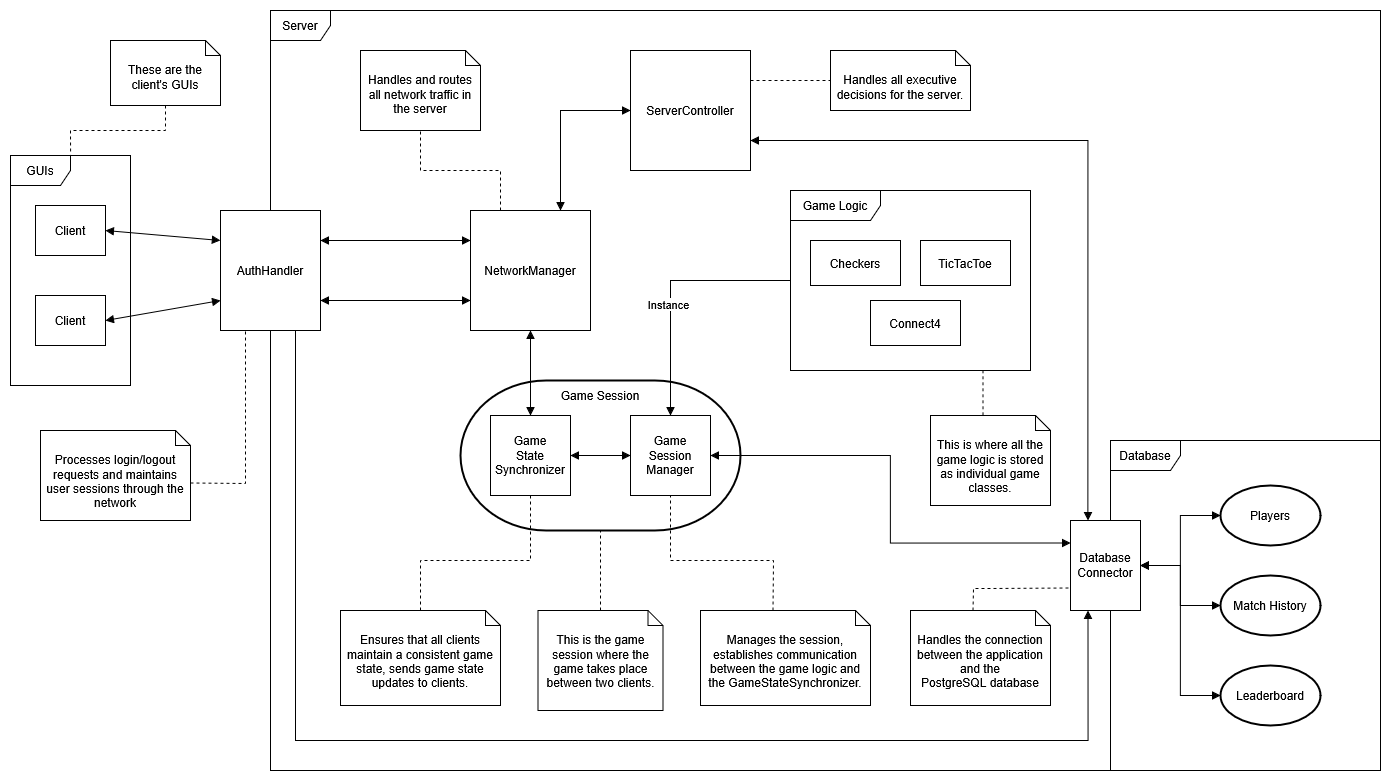 Server
These are the
client's GUIs
Handles and routes
all network traffic in
the server
ServerController
Handles all executive
decisions for the server.
GUIs
Client
Client
AuthHandler
NetworkManager
Game Logic
Checkers
TicTacToe
Connect4
Instance
Game Session
Game
State
Synchronizer
Game
Session
Manager
This is where all the
game logic is stored
as individual game
classes.
Processes login/logout
requests and maintains
user sessions through the
network
Database
Players
Database
Connector
Match History
Leaderboard
Ensures that all clients
maintain a consistent game
state, sends game state
updates to clients.
This is the game
session where the
game takes place
between two clients.
Manages the session,
establishes communication
between the game logic and
the GameStateSynchronizer.
Handles the connection
between the application
and the
PostgreSQL database